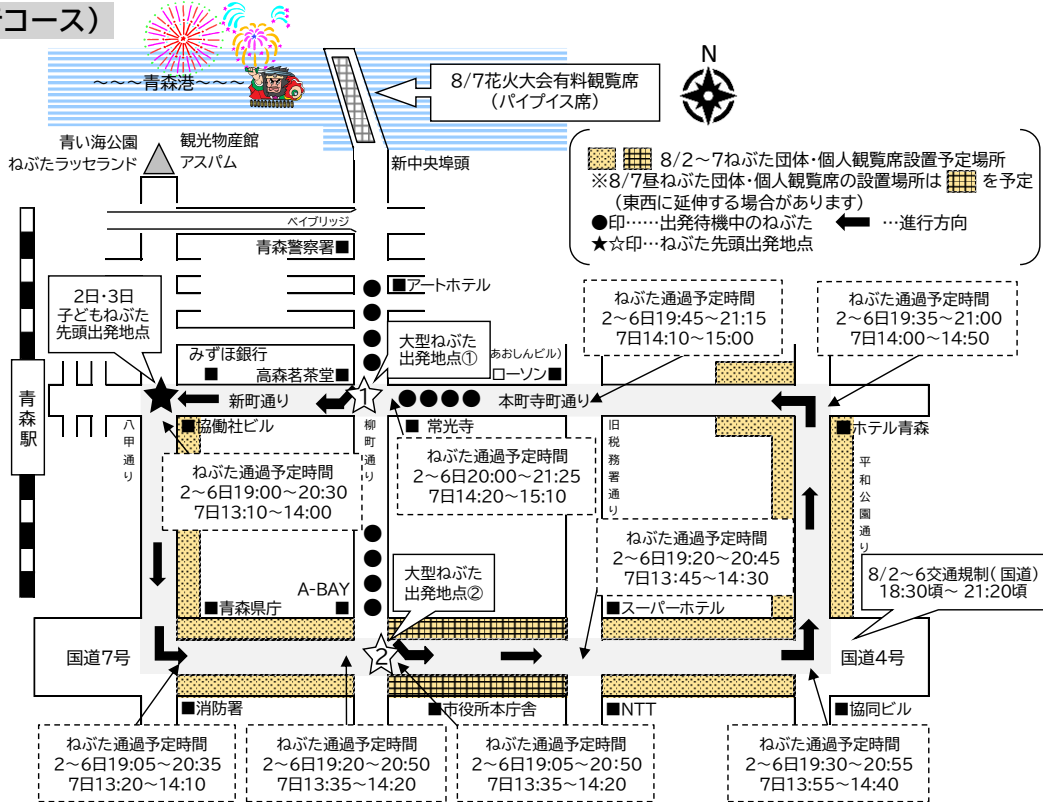 コース)
~~~青森港~~~
8/7花火大会有料観覧席
(パイプイス席)
N
青い海公園
ねぶたラッセランド
観光物産館
アスパム
新中央埠頭
8/2~7ねぶた団体・個人観覧席設置予定場所
※8/7昼ねぶた団体・個人観覧席の設置場所は を予定
(東西に延伸する場合があります)
●印……出発待機中のねぶた …進行方向
★☆印…ねぶた先頭出発地点
ベイブリッジ
青森警察署■
■アートホテル
2日・3日
子どもねぶた
先頭出発地点
大型ねぶた
出発地点①
ねぶた通過予定時間
2~6日19:45~21:15
7日14:10~15:00
ねぶた通過予定時間
2~6日19:35~21:00
7日14:00~14:50
みずほ銀行
■
高森茗茶堂■
あおしんビル)
ローソン■
青森駅
新町通り
1
本町寺町通り
八甲通り
■協働社ビル
柳町通り
■ 常光寺
旧税務署通り
■ホテル青森
平和公園通り
ねぶた通過予定時間
2~6日19:00~20:30
7日13:10~14:00
ねぶた通過予定時間
2~6日20:00~21:25
7日14:20~15:10
ねぶた通過予定時間
2~6日19:20~20:45
7日13:45~14:30
大型ねぶた
出発地点②
8/2~6交通規制(国道)
18:30頃~ 21:20頃
A-BAY
■
■青森県庁
■スーパーホテル
国道7号
2
国道4号
■消防署
■市役所本庁舎
■NTT
■協同ビル
ねぶた通過予定時間
2~6日19:05~20:35
7日13:20~14:10
ねぶた通過予定時間
2~6日19:20~20:50
7日13:35~14:20
ねぶた通過予定時間
2~6日19:05~20:50
7日13:35~14:20
ねぶた通過予定時間
2~6日19:30~20:55
7日13:55~14:40